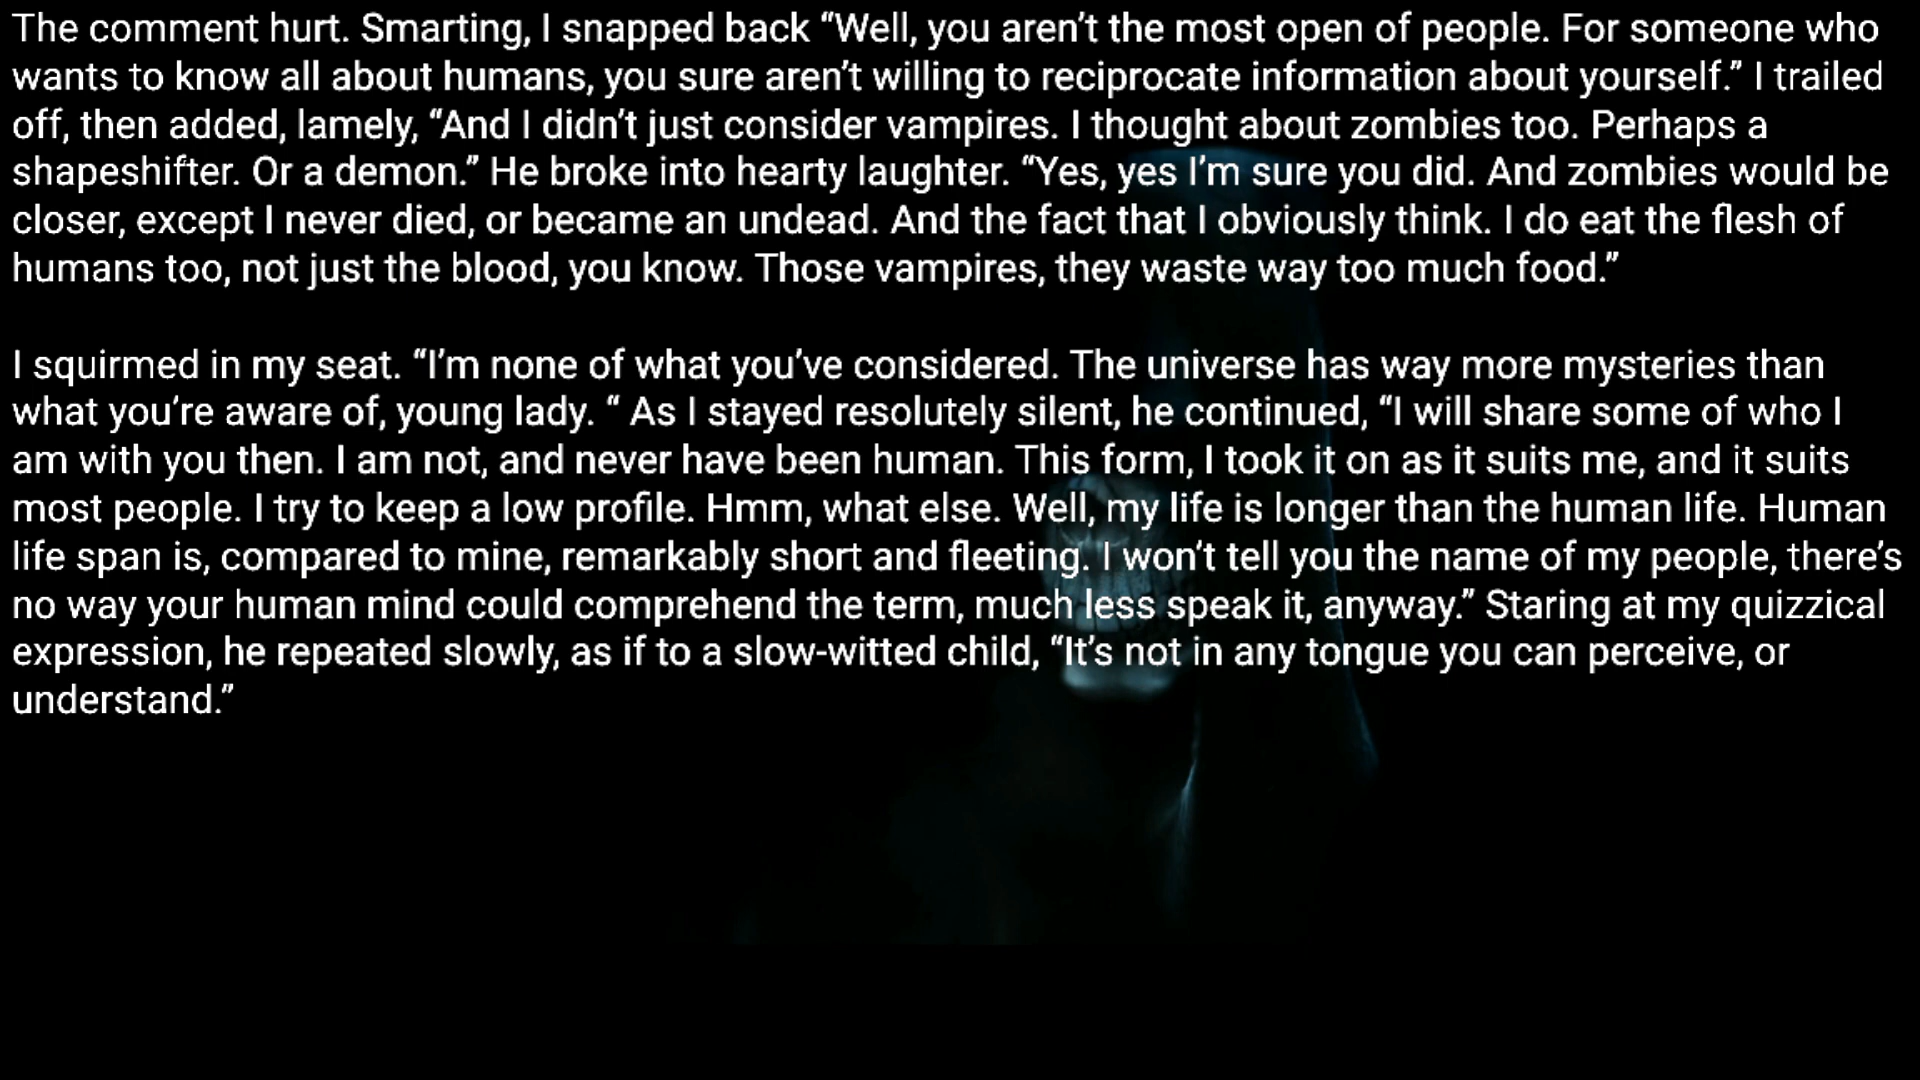 The comment hurt. Smarting, I snapped back “Well, you aren’t the most open of people. For someone who
wants to know all about humans, you sure aren’t willing to reciprocate information about yourself.” I trailed
off, then added, lamely, “And I didn’t just consider vampires. I thought about zombies too. Perhaps a
shapeshifter. Or a demon.” He broke into hearty laughter. “Yes, yes I’m sure you did. And zombies would be
closer, except I never died, or became an undead. And the fact that I obviously think. I do eat the flesh of
humans too, not just the blood, you know. Those vampires, they waste way too much food.”

I squirmed in my seat. “I’m none of what you’ve considered. The universe has way more mysteries than
what you’re aware of, young lady. “ As I stayed resolutely silent, he continued, “I will share some of who I
am with you then. I am not, and never have been human. This form, I took it on as it suits me, and it suits
most people. I try to keep a low profile. Hmm, what else. Well, my life is longer than the human life. Human
life span is, compared to mine, remarkably short and fleeting. I won’t tell you the name of my people, there’s
no way your human mind could comprehend the term, much less speak it, anyway.” Staring at my quizzical
expression, he repeated slowly, as if to a slow-witted child, “It’s not in any tongue you can perceive, or
understand.”